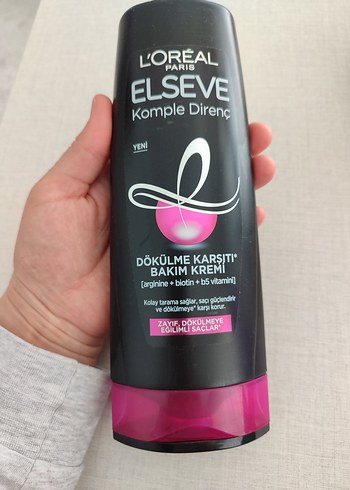 L'ORÉAL
PARIS
ELSEVE
Komple Direnç
YENİ
DÖKÜLME KARŞITI*
BAKIM KREMİ
[arginine + biotin + b5 vitamini]
Kolay tarama sağlar, saçı güçlendirir
ve dökülmeye* karşı korur.
ZAYIF, DÖKÜLMEYE
EĞİLİMLİ SAÇLAR*